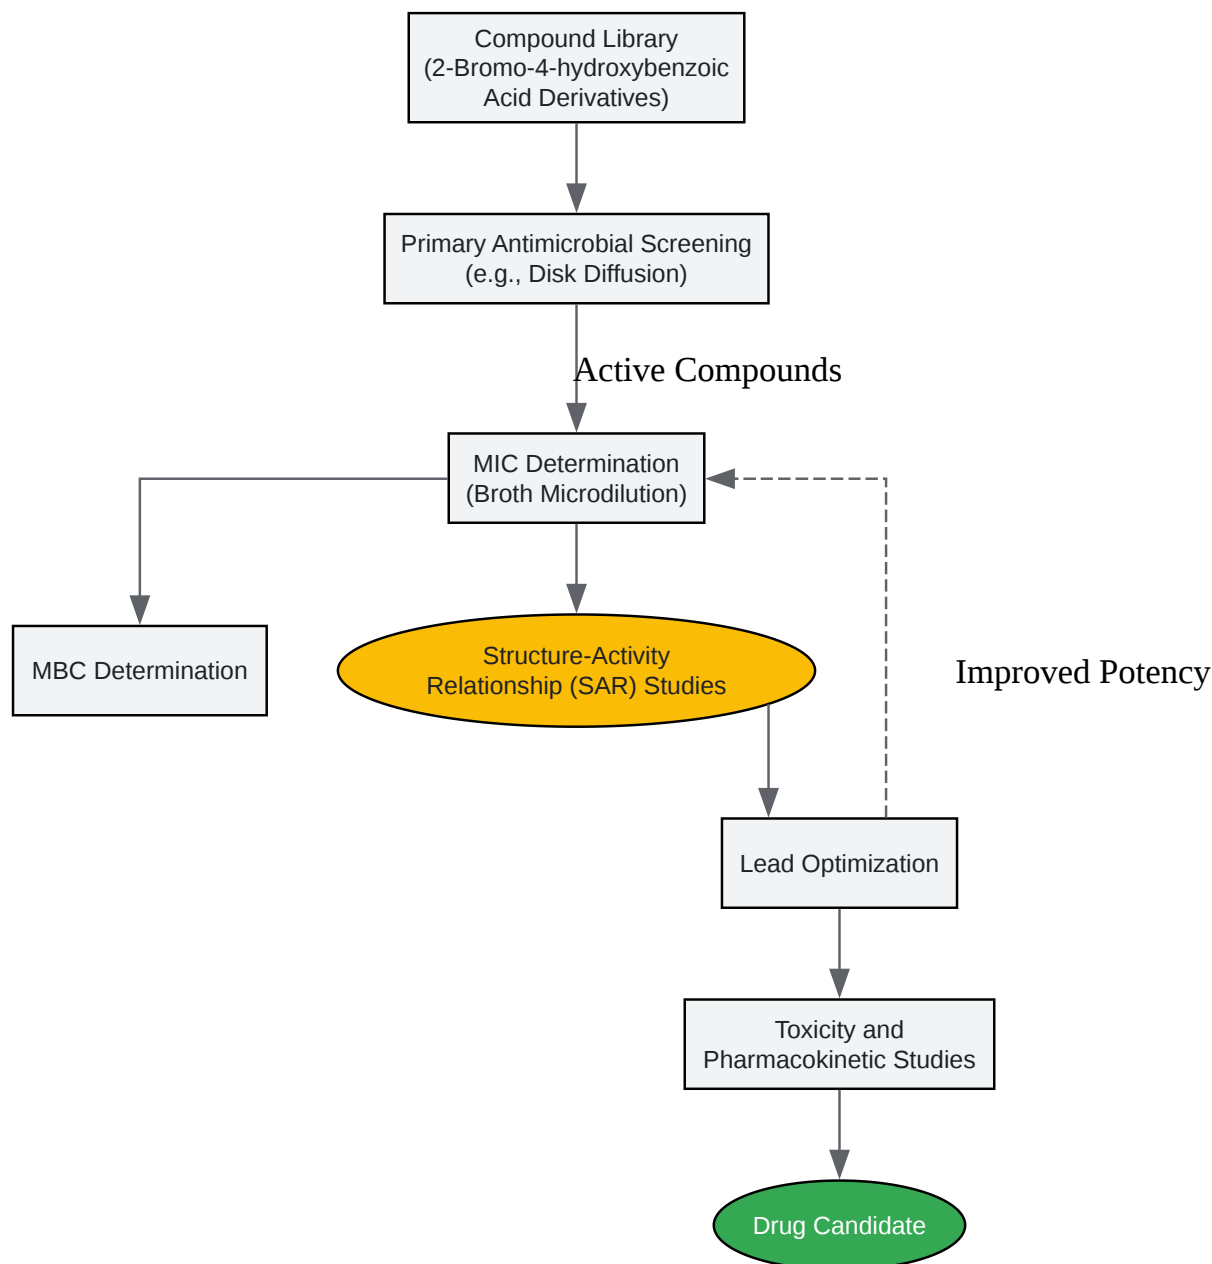 Compound Library
(2-Bromo-4-hydroxybenzoic
Acid Derivatives)
Primary Antimicrobial Screening
(e.g., Disk Diffusion)
Active Compounds
MIC Determination
(Broth Microdilution)
MBC Determination
Structure-Activity
Relationship (SAR) Studies
Improved Potency
Lead Optimization
Toxicity and
Pharmacokinetic Studies
Drug Candidate